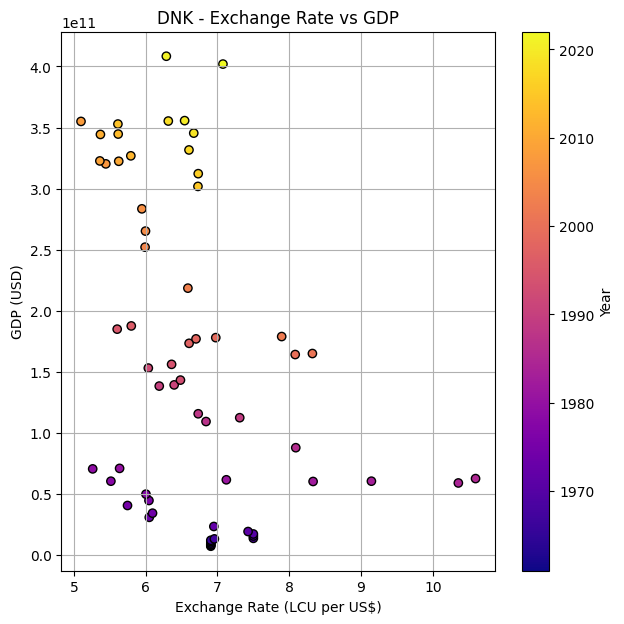 DNK - Exchange Rate vs GDP
1e11
4.0
3.5
3.0
2.5
2.0
1.5
1.0
0.5
0.0
GDP (USD)
5 6 7 8 9 10
Exchange Rate (LCU per US$)
2020
2010
2000
1990
1980
1970
Year